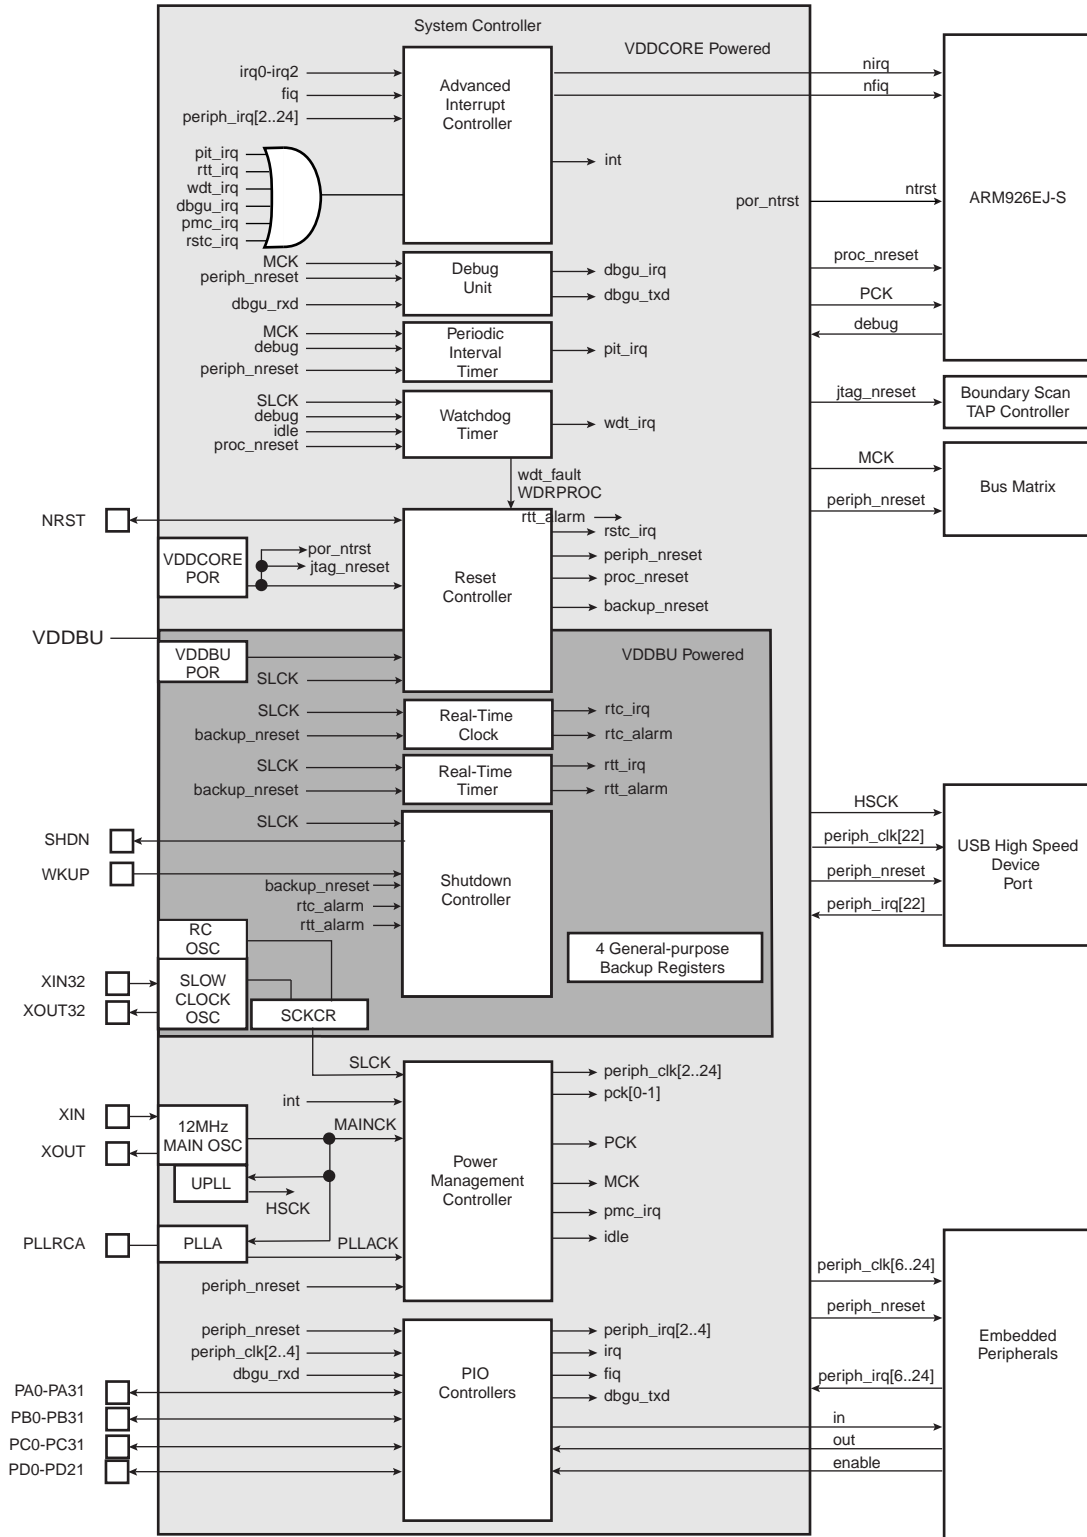 System Controller
VDDCORE Powered
irq0-irq2
fiq
periph_irq[2..24]
Advanced
Interrupt
Controller
nirq
nfiq
int
pit_irq
rtt_irq
wdt_irq
dbgu_irq
pmc_irq
rstc_irq
por_ntrst
ntrst
ARM926EJ-S
MCK
periph_nreset
dbgu_rxd
Debug
Unit
dbgu_irq
dbgu_txd
proc_nreset
PCK
debug
MCK
debug
periph_nreset
Periodic
Interval
Timer
pit_irq
SLCK
debug
idle
proc_nreset
Watchdog
Timer
wdt_irq
jtag_nreset
Boundary Scan
TAP Controller
MCK
periph_nreset
Bus Matrix
wdt_fault
WDRPROC
rtt_alarm
NRST
VDDCORE
POR
por_ntrst
jtag_nreset
Reset
Controller
rstc_irq
periph_nreset
proc_nreset
backup_nreset
VDDBU
VDDBU
POR
VDDBU Powered
SLCK
SLCK
backup_nreset
Real-Time
Clock
rtc_irq
rtc_alarm
SLCK
backup_nreset
Real-Time
Timer
rtt_irq
rtt_alarm
SLCK
SHDN
WKUP
backup_nreset
rtc_alarm
rtt_alarm
Shutdown
Controller
HSCK
periph_clk[22]
periph_nreset
periph_irq[22]
USB High Speed
Device
Port
RC
OSC
4 General-purpose
Backup Registers
XIN32
XOUT32
SLOW
CLOCK
OSC
SCKCR
SLCK
int
XIN
XOUT
12MHz
MAIN OSC
MAINCK
UPLL
HSCK
PLLRCA
PLLA
PLLACK
periph_nreset
Power
Management
Controller
periph_clk[2..24]
pck[0-1]
PCK
MCK
pmc_irq
idle
periph_clk[6..24]
periph_nreset
periph_irq[6..24]
in
out
enable
Embedded
Peripherals
periph_nreset
periph_clk[2..4]
dbgu_rxd
PIO
Controllers
periph_irq[2..4]
irq
fiq
dbgu_txd
PA0-PA31
PB0-PB31
PC0-PC31
PD0-PD21